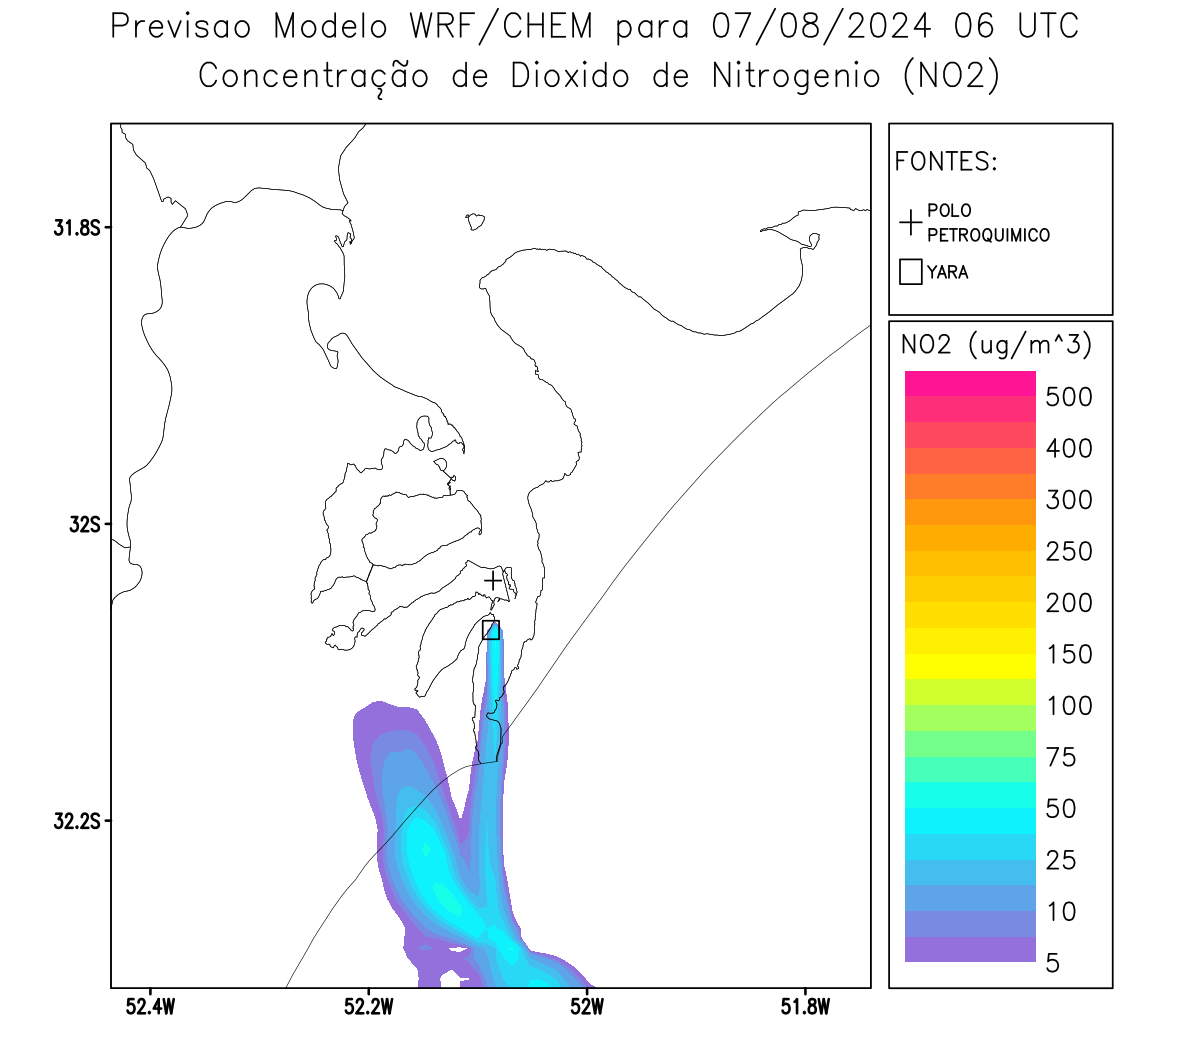 Previsao Modelo WRF/CHEM para 07/08/2024 06 UTC
Concentração de Dioxido de Nitrogenio (NO2)
FONTES:
POLO
PETROQUIMICO
YARA
NO2 (ug/m^3)
500
400
300
250
200
150
100
75
50
25
10
5
31.8S
32S
32.2S
52.4W
52.2W
52W
51.8W